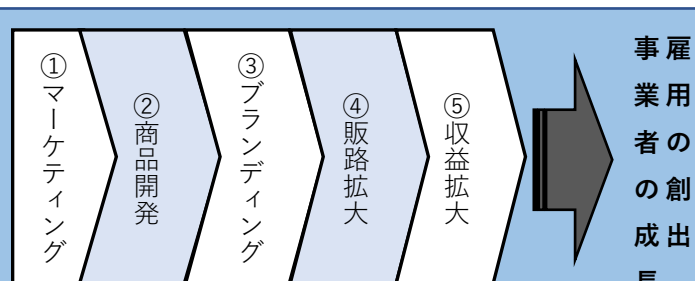 ①マーケティング
②商品開発
③ブランディング
④販路拡大
⑤収益拡大
雇用の創出
事業者の成長